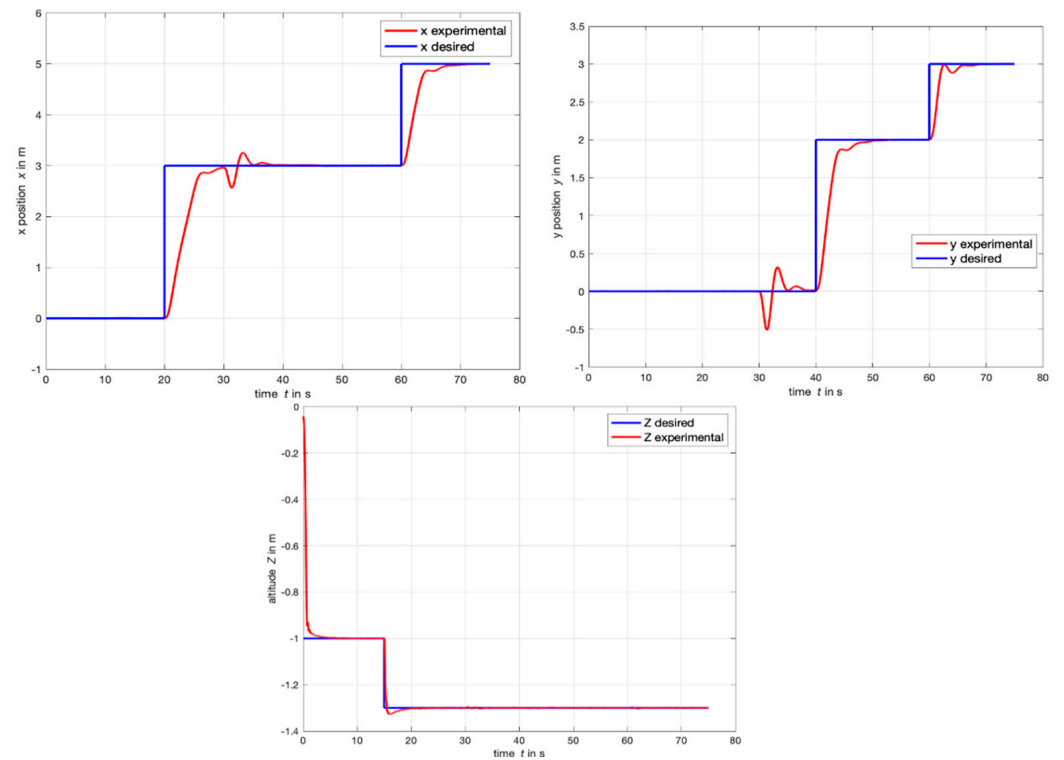 6
5
4
3
2
1
0
-1
x position x in m
0 10 20 30 40 50 60 70 80
time t in s
x experimental
x desired
3.5
3
2.5
2
1.5
1
0.5
0
-0.5
-1
y position y in m
0 10 20 30 40 50 60 70 80
time t in s
y experimental
y desired
0
-0.2
-0.4
-0.6
-0.8
-1
-1.2
-1.4
altitude Z in m
0 10 20 30 40 50 60 70 80
time t in s
Z desired
Z experimental